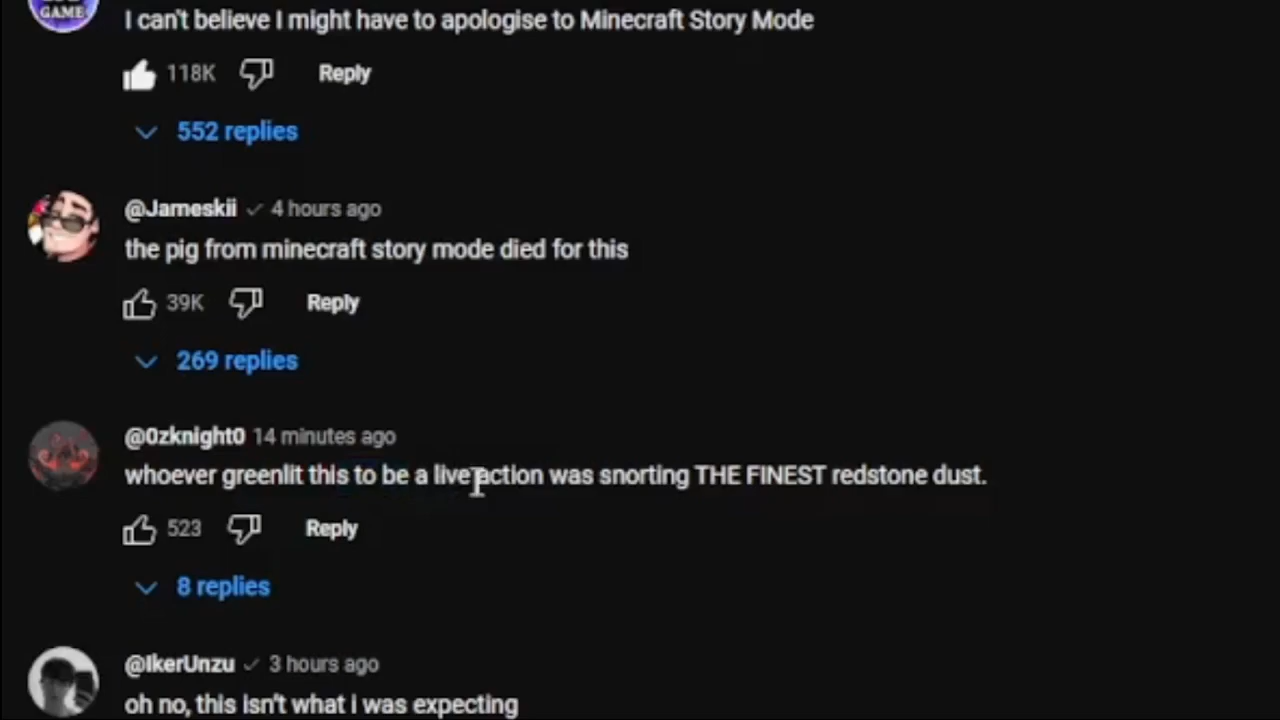 GAME
I can't believe I might have to apologise to Minecraft Story Mode
118K Reply
552 replies
@Jameskii 4 hours ago
the pig from minecraft story mode died for this
39K Reply
269 replies
@0zknight0 14 minutes ago
whoever greenlit this to be a live action was snorting THE FINEST redstone dust.
523 Reply
8 replies
@IkerUnzu 3 hours ago
oh no, this isn't what I was expecting